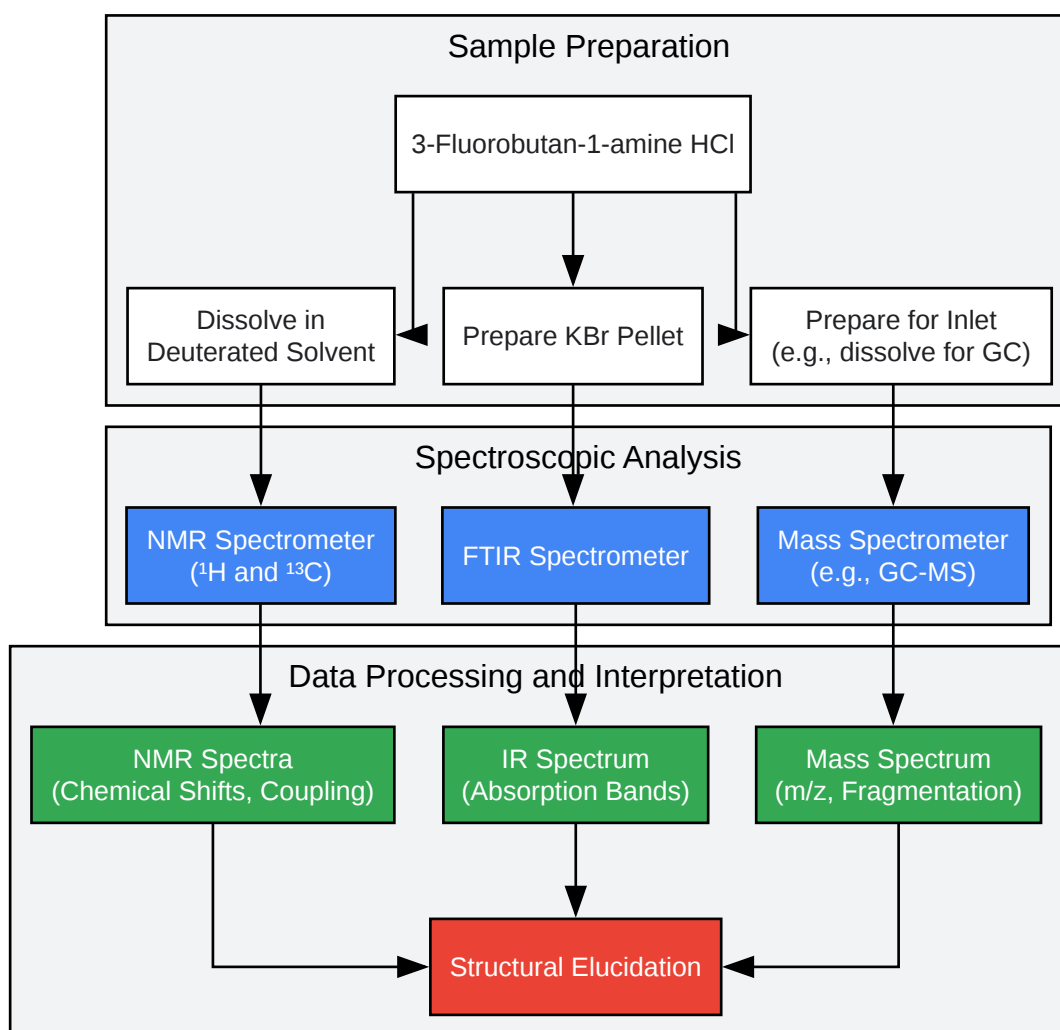 Sample Preparation
3-Fluorobutan-1-amine HCl
Dissolve in
Deuterated Solvent
Prepare KBr Pellet
Prepare for Inlet
(e.g., dissolve for GC)
Spectroscopic Analysis
NMR Spectrometer
(¹H and ¹³C)
FTIR Spectrometer
Mass Spectrometer
(e.g., GC-MS)
Data Processing and Interpretation
NMR Spectra
(Chemical Shifts, Coupling)
IR Spectrum
(Absorption Bands)
Mass Spectrum
(m/z, Fragmentation)
Structural Elucidation